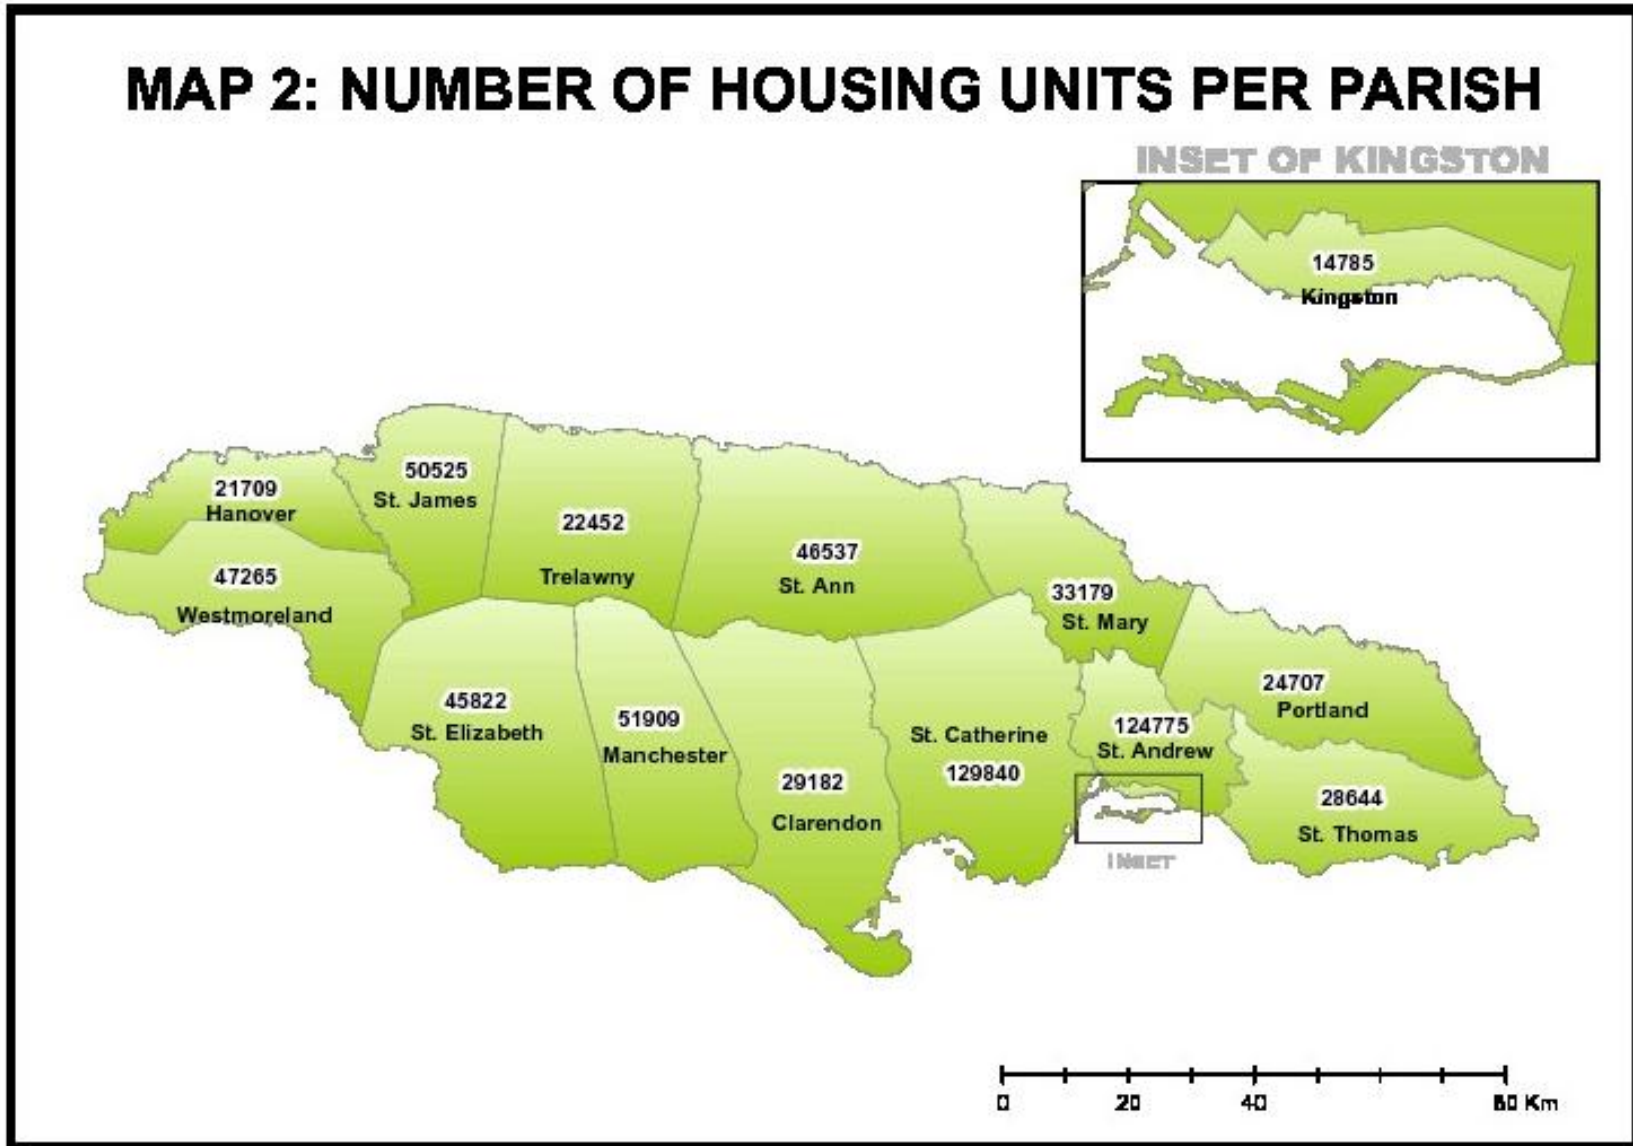 MAP 2: NUMBER OF HOUSING UNITS PER PARISH
INSET OF KINGSTON
14785
Kingston
50525
St. James
21709
Hanover
22452
Trelawny
46537
St. Ann
47265
Westmoreland
33179
St. Mary
45822
St. Elizabeth
51909
Manchester
24707
Portland
St. Catherine
129840
124775
St. Andrew
29182
Clarendon
28644
St. Thomas
INSET
0 20 40 80 Km